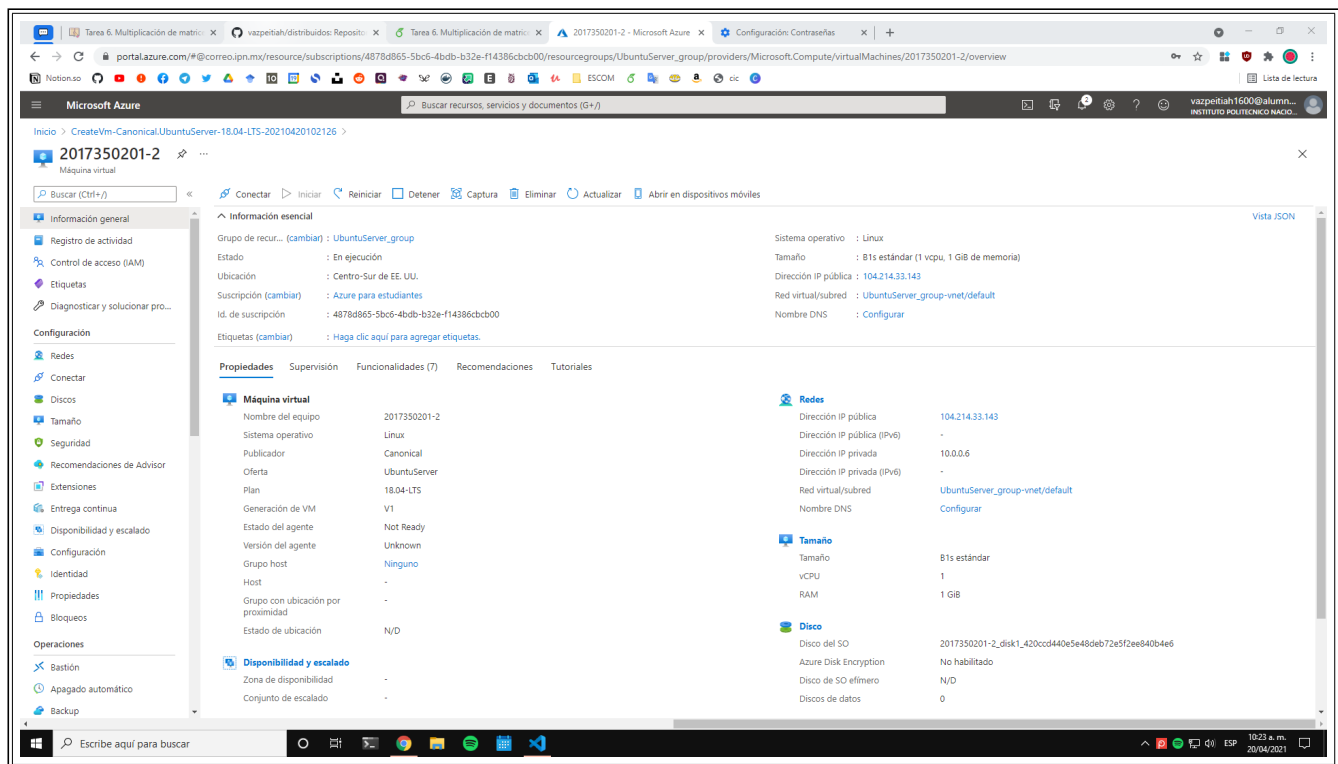 Tarea 6. Multiplicación de matric
vazpeitiah/distribuidos: Reposito
Tarea 6. Multiplicación de matric
2017350201-2 - Microsoft Azure
Configuración: Contraseñas
portal.azure.com/#@correo.ipn.mx/resource/subscriptions/4878d865-5bc6-4bdb-b32e-f14386cbcb00/resourcegroups/UbuntuServer_group/providers/Microsoft.Compute/virtualMachines/2017350201-2/overview
Notion.so
ESCOM
cic
Lista de lectura
Microsoft Azure
Buscar recursos, servicios y documentos (G+/)
2
vazpeitiah1600@alumn...
INSTITUTO POLITECNICO NACIO...
Inicio > CreateVm-Canonical.UbuntuServer-18.04-LTS-20210420102126 >
2017350201-2
Máquina virtual
Buscar (Ctrl+/)
Conectar Iniciar Reiniciar Detener Captura Eliminar Actualizar Abrir en dispositivos móviles
Información general
Registro de actividad
Control de acceso (IAM)
Etiquetas
Diagnosticar y solucionar pro...
Configuración
Redes
Conectar
Discos
Tamaño
Seguridad
Recomendaciones de Advisor
Extensiones
Entrega continua
Disponibilidad y escalado
Configuración
Identidad
Propiedades
Bloqueos
Operaciones
Bastión
Apagado automático
Backup
Información esencial
Vista JSON
Grupo de recur... (cambiar) : UbuntuServer_group
Estado : En ejecución
Ubicación : Centro-Sur de EE. UU.
Suscripción (cambiar) : Azure para estudiantes
Id. de suscripción : 4878d865-5bc6-4bdb-b32e-f14386cbcb00
Etiquetas (cambiar) : Haga clic aquí para agregar etiquetas.
Sistema operativo : Linux
Tamaño : B1s estándar (1 vcpu, 1 GiB de memoria)
Dirección IP pública : 104.214.33.143
Red virtual/subred : UbuntuServer_group-vnet/default
Nombre DNS : Configurar
Propiedades Supervisión Funcionalidades (7) Recomendaciones Tutoriales
Máquina virtual
Nombre del equipo 2017350201-2
Sistema operativo Linux
Publicador Canonical
Oferta UbuntuServer
Plan 18.04-LTS
Generación de VM V1
Estado del agente Not Ready
Versión del agente Unknown
Grupo host Ninguno
Host -
Grupo con ubicación por proximidad -
Estado de ubicación N/D
Disponibilidad y escalado
Zona de disponibilidad -
Conjunto de escalado -
Redes
Dirección IP pública 104.214.33.143
Dirección IP pública (IPv6) -
Dirección IP privada 10.0.0.6
Dirección IP privada (IPv6) -
Red virtual/subred UbuntuServer_group-vnet/default
Nombre DNS Configurar
Tamaño
Tamaño B1s estándar
vCPU 1
RAM 1 GiB
Disco
Disco del SO 2017350201-2_disk1_420ccd440e5e48deb72e5f2ee840b4e6
Azure Disk Encryption No habilitado
Disco de SO efímero N/D
Discos de datos 0
Escribe aquí para buscar
ESP
10:23 a. m.
20/04/2021